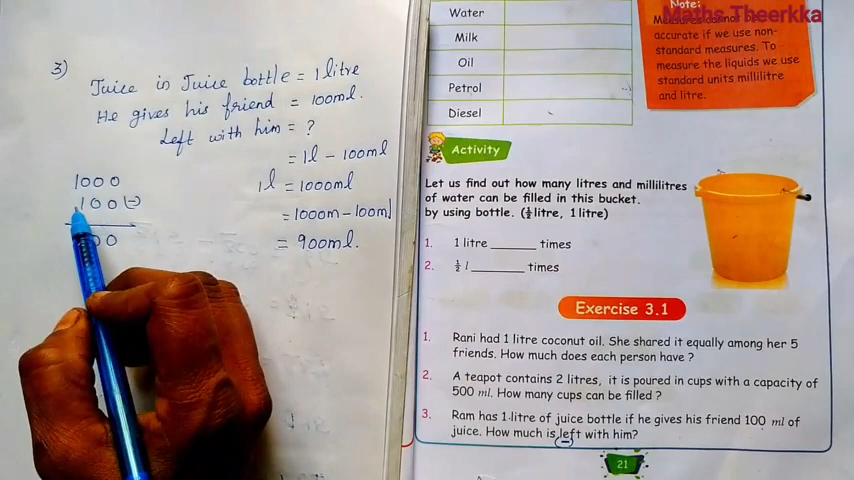 3)
Juice in Juice bottle = 1 litre
He gives his friend = 100ml.
Left with him = ?
= 1l - 100ml
1l = 1000ml
= 1000m - 100ml
= 900ml.
1000
100 (-)
00
Maths Theerkka
Water
Milk
Oil
Petrol
Diesel
Note:
Measures cannot be
accurate if we use non-
standard measures. To
measure the liquids we use
standard units millilitre
and litre.
Activity
Let us find out how many litres and millilitres
of water can be filled in this bucket.
by using bottle. (½ litre, 1 litre)
1. 1 litre ______ times
2. ½ l ______ times
Exercise 3.1
1. Rani had 1 litre coconut oil. She shared it equally among her 5
friends. How much does each person have ?
2. A teapot contains 2 litres, it is poured in cups with a capacity of
500 ml. How many cups can be filled ?
3. Ram has 1 litre of juice bottle if he gives his friend 100 ml of
juice. How much is left with him?
(-)
21